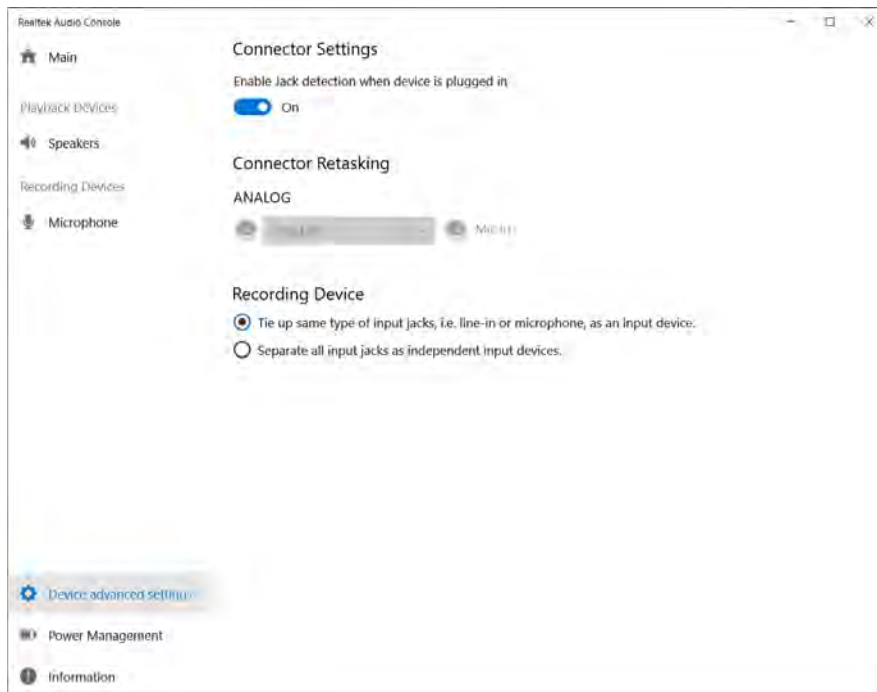 Realtek Audio Console
Main
Playback Devices
Speakers
Recording Devices
Microphone
Device advanced settings
Power Management
Information
Connector Settings
Enable Jack detection when device is plugged in
On
Connector Retasking
ANALOG
Mic in
Recording Device
Tie up same type of input jacks, i.e. line-in or microphone, as an input device.
Separate all input jacks as independent input devices.